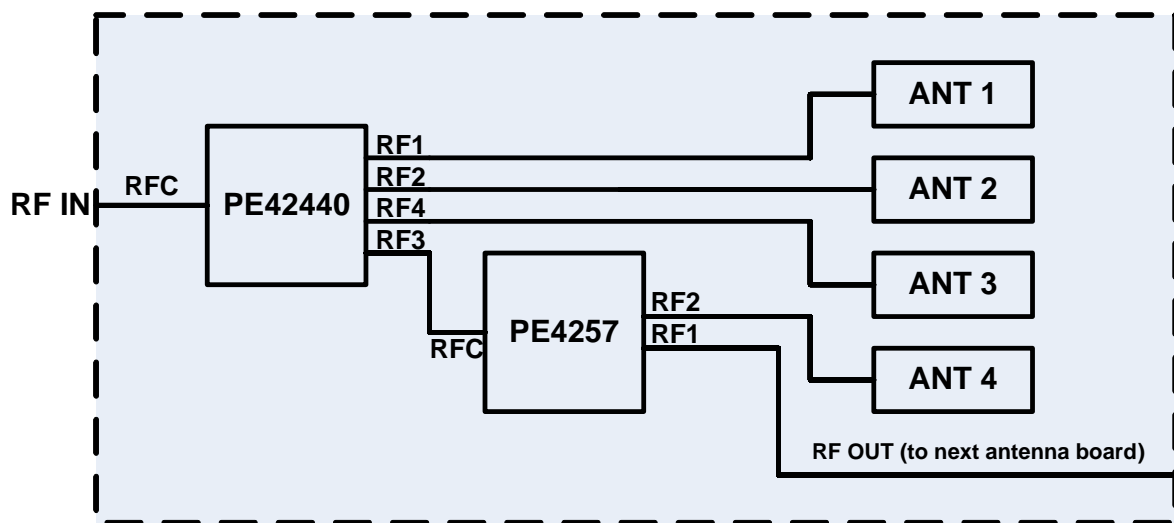 ANT 1
RF1
RFC
RF2
ANT 2
RF IN
PE42440
RF4
RF3
ANT 3
RF2
PE4257
RF1
RFC
ANT 4
RF OUT (to next antenna board)